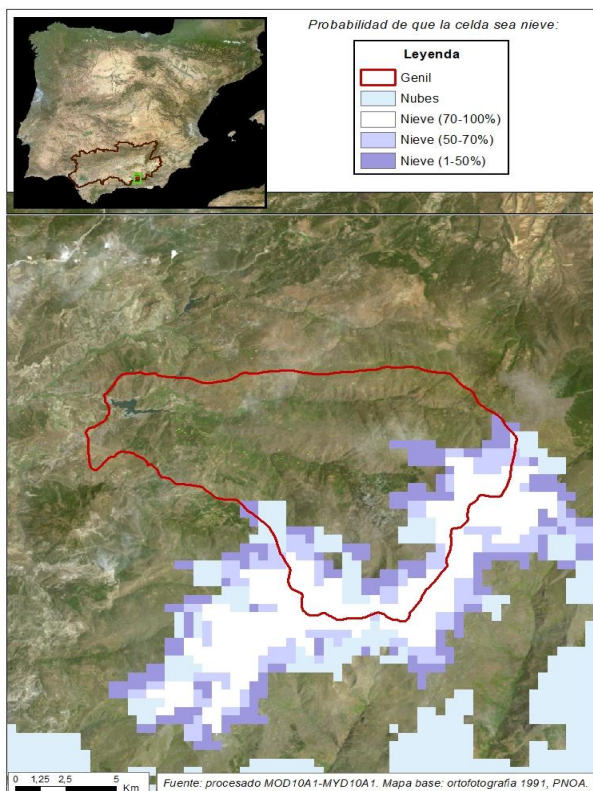 Probabilidad de que la celda sea nieve:
Leyenda
Genil
Nubes
Nieve (70-100%)
Nieve (50-70%)
Nieve (1-50%)
0 1,25 2,5 5
Km
Fuente: procesado MOD10A1-MYD10A1. Mapa base: ortofotografia 1991, PNOA.